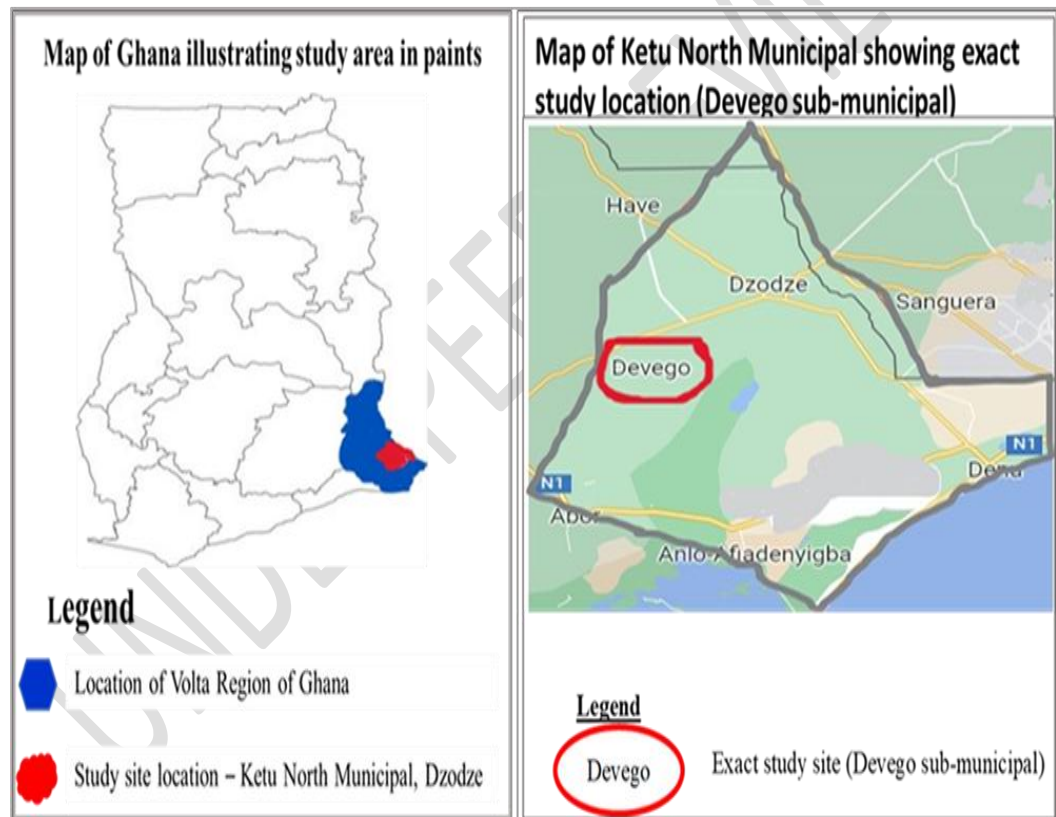 Map of Ghana illustrating study area in paints
Legend
Location of Volta Region of Ghana
Study site location – Ketu North Municipal, Dzodze
Map of Ketu North Municipal showing exact
study location (Devego sub-municipal)
Have
Dzodze
Sanguera
Devego
N1
N1
Denu
Abor
Anlo-Afiadenyigba
Legend
Devego
Exact study site (Devego sub-municipal)